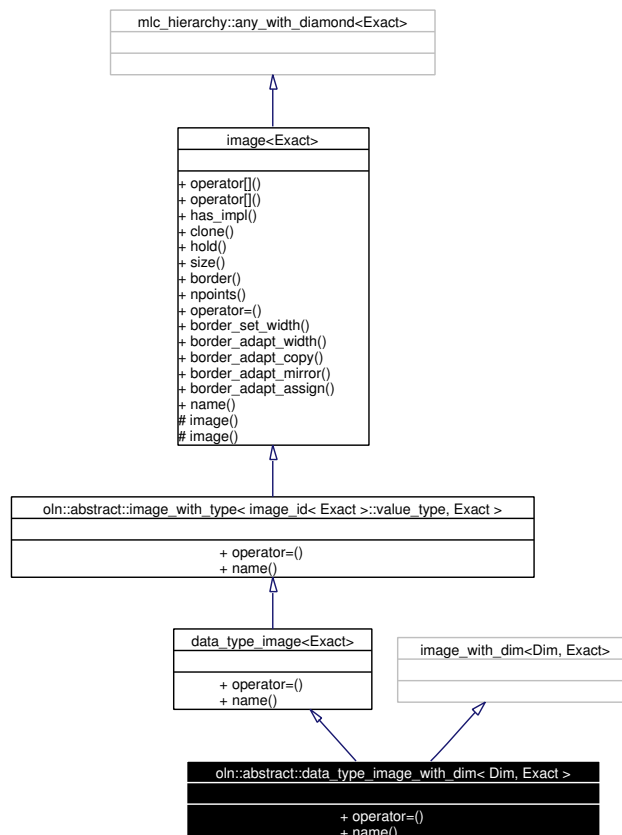 mlc_hierarchy::any_with_diamond<Exact>
image<Exact>
+ operator[]()
+ operator[]()
+ has_impl()
+ clone()
+ hold()
+ size()
+ border()
+ npoints()
+ operator=()
+ border_set_width()
+ border_adapt_width()
+ border_adapt_copy()
+ border_adapt_mirror()
+ border_adapt_assign()
+ name()
# image()
# image()
oln::abstract::image_with_type< image_id< Exact >::value_type, Exact >
+ operator=()
+ name()
data_type_image<Exact>
+ operator=()
+ name()
image_with_dim<Dim, Exact>
oln::abstract::data_type_image_with_dim< Dim, Exact >
+ operator=()
+ name()